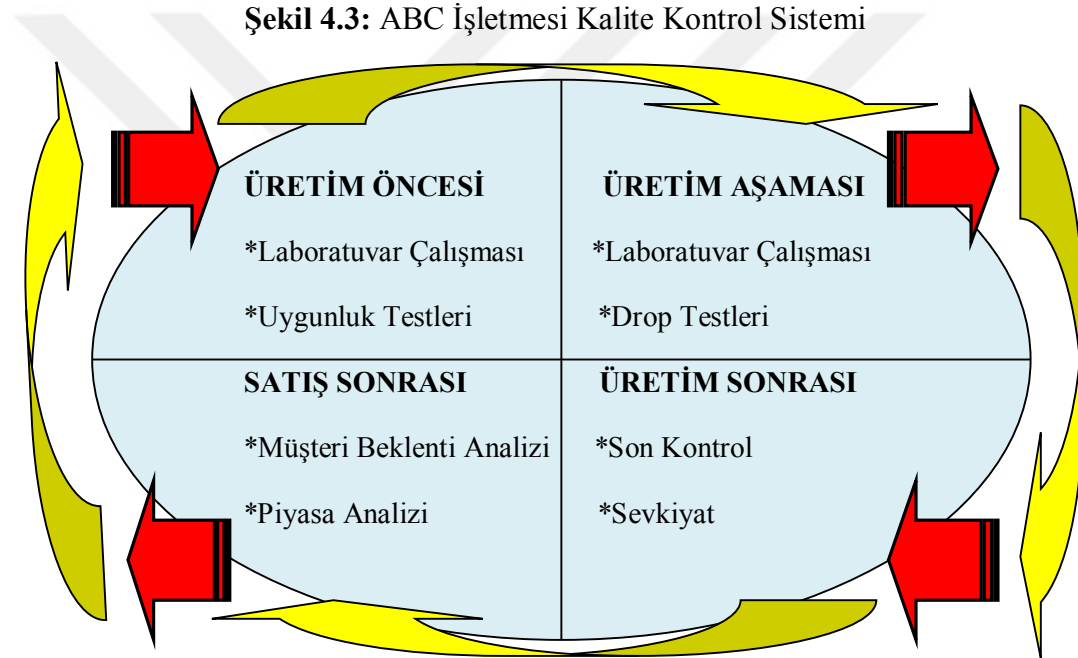 Şekil 4.3: ABC İşletmesi Kalite Kontrol Sistemi
ÜRETİM ÖNCESİ
*Laboratuvar Çalışması
*Uygunluk Testleri
ÜRETİM AŞAMASI
*Laboratuvar Çalışması
*Drop Testleri
SATIŞ SONRASI
*Müşteri Beklenti Analizi
*Piyasa Analizi
ÜRETİM SONRASI
*Son Kontrol
*Sevkiyat